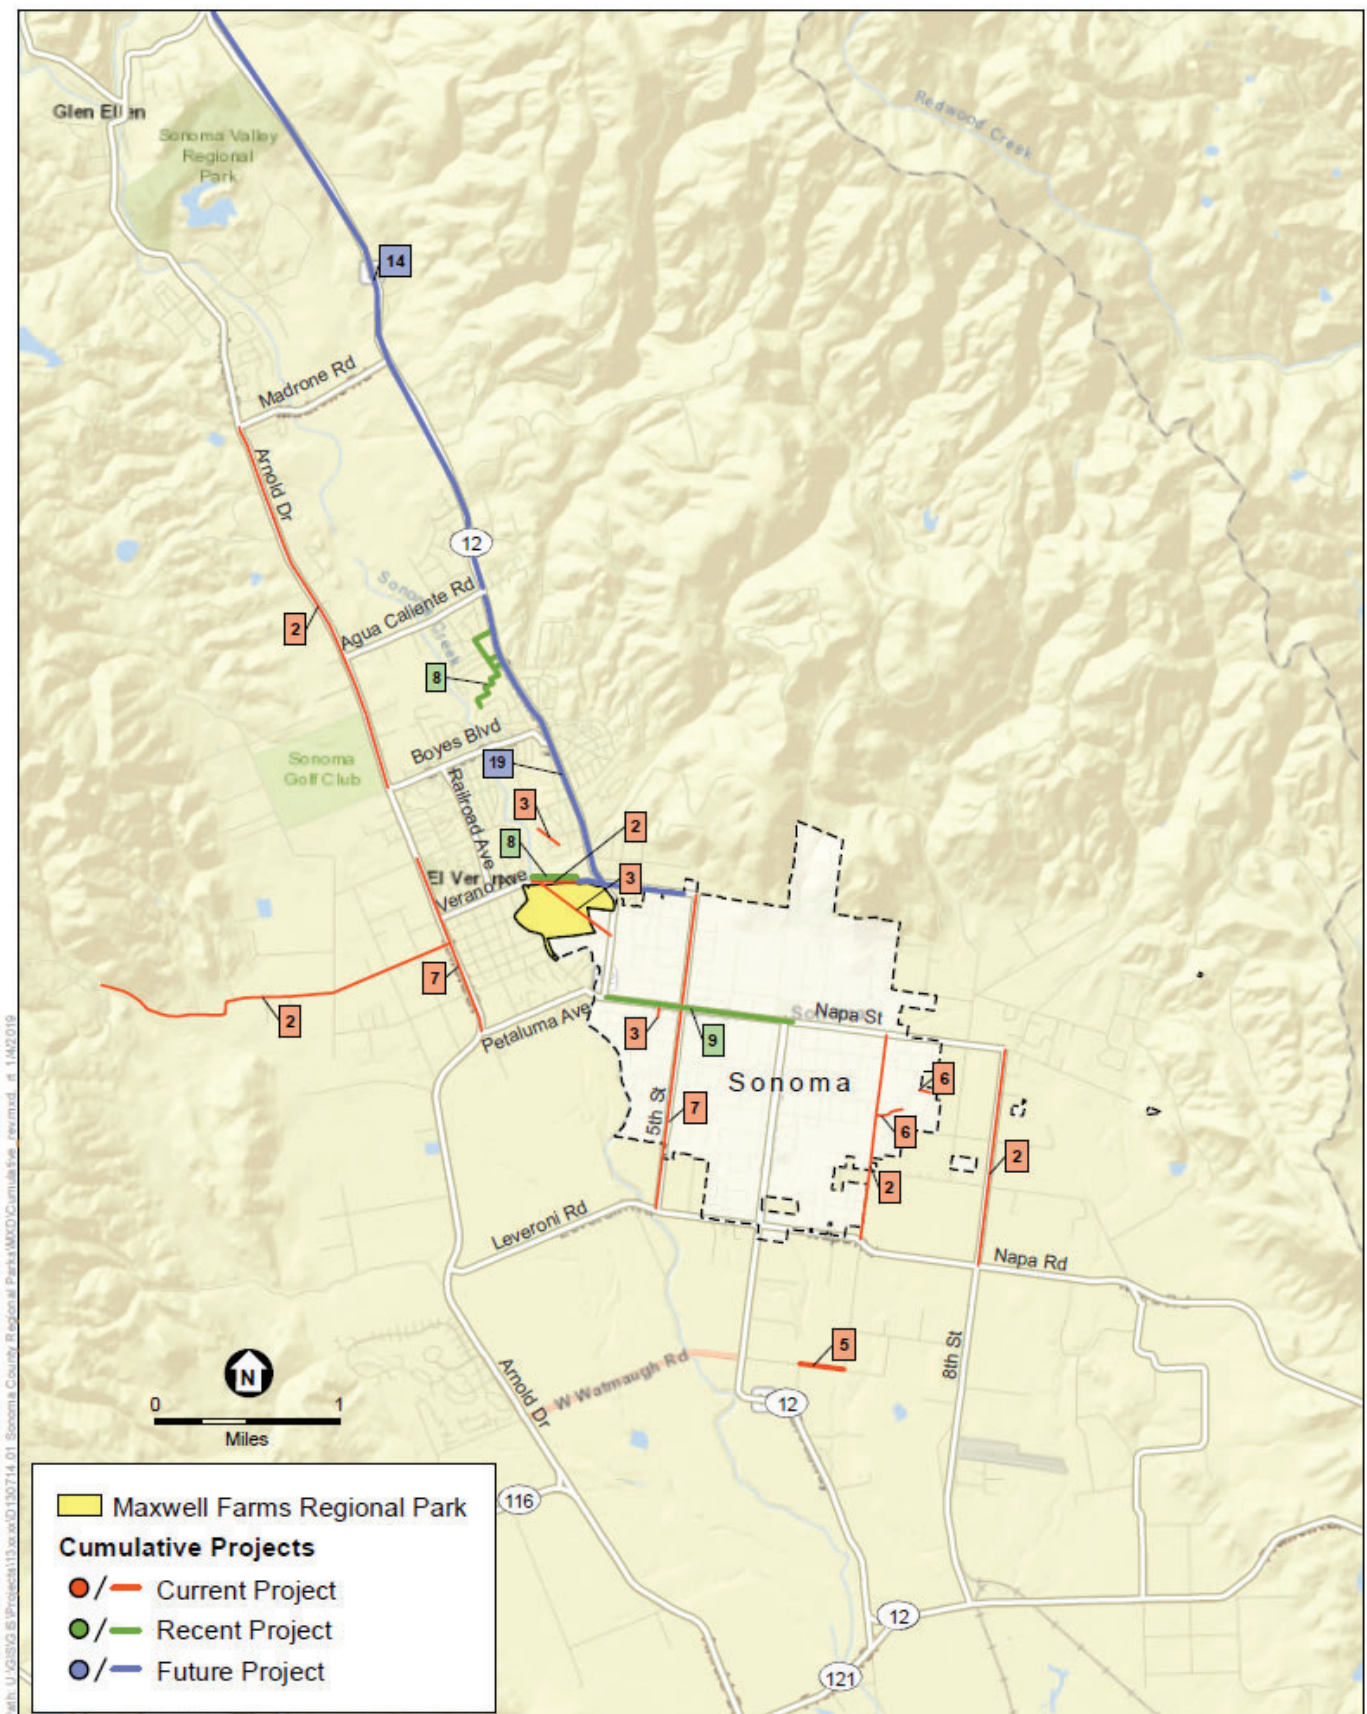 Redwood Creek
Glen Ellen
Sonoma Valley
Regional
Park
14
Madrone Rd
Arnold Dr
12
Sonoma Creek
Agua Caliente Rd
2
8
Boyes Blvd
Sonoma
Golf Club
19
Railroad Ave
3
2
8
3
El Ver
Verano Ave
7
2
Petaluma Ave
3
9
Napa St
Sonoma
6
5th St
7
6
2
2
Leveroni Rd
Napa Rd
5
8th St
W Watmaugh Rd
Arnold Dr
12
N
0 1
Miles
116
12
121
Maxwell Farms Regional Park
Cumulative Projects
/ Current Project
/ Recent Project
/ Future Project